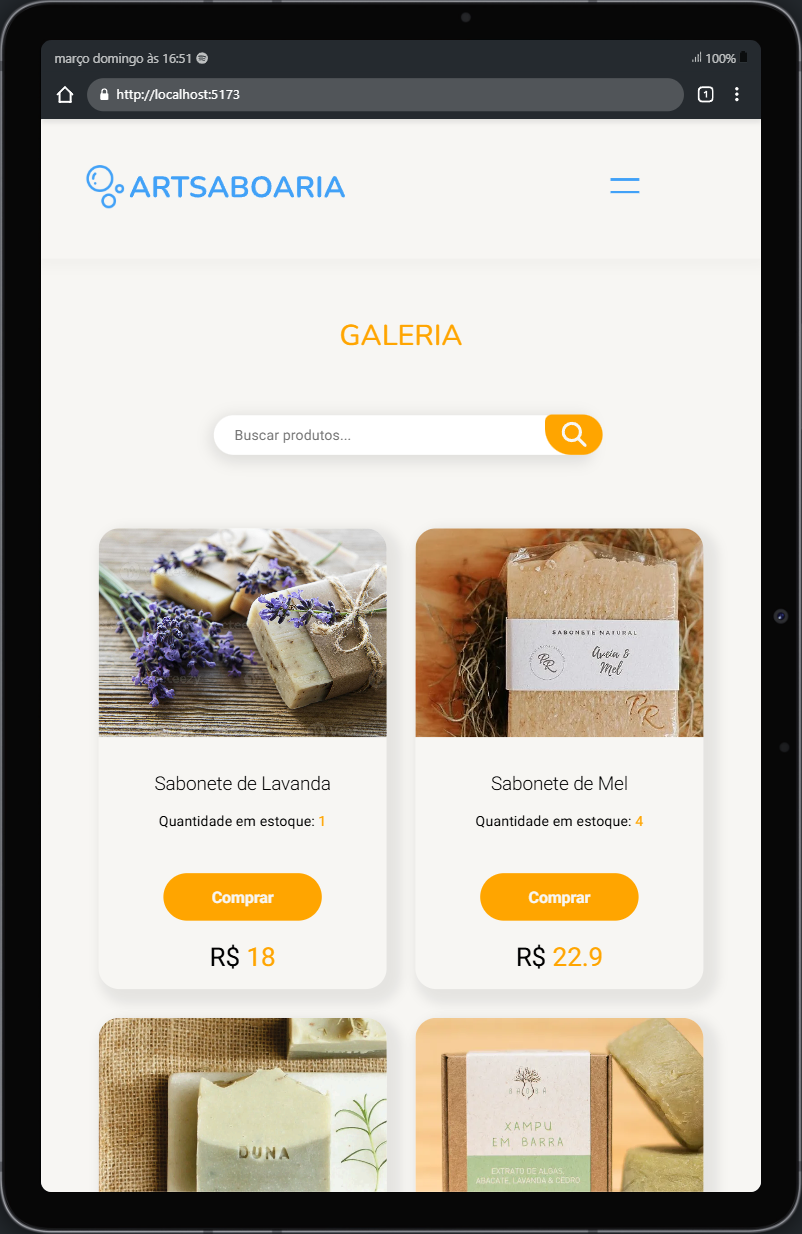 março domingo às 16:51
100%
http://localhost:5173
1
ARTSABOARIA
GALERIA
Buscar produtos...
SABONETE NATURAL
Aveia &
Mel
PR
PR
Sabonete de Lavanda
Quantidade em estoque: 1
Comprar
R$ 18
Sabonete de Mel
Quantidade em estoque: 4
Comprar
R$ 22.9
DUNA
XAMPU
EM BARRA
EXTRATO DE ALGAS,
ABACATE, LAVANDA & CEDRO